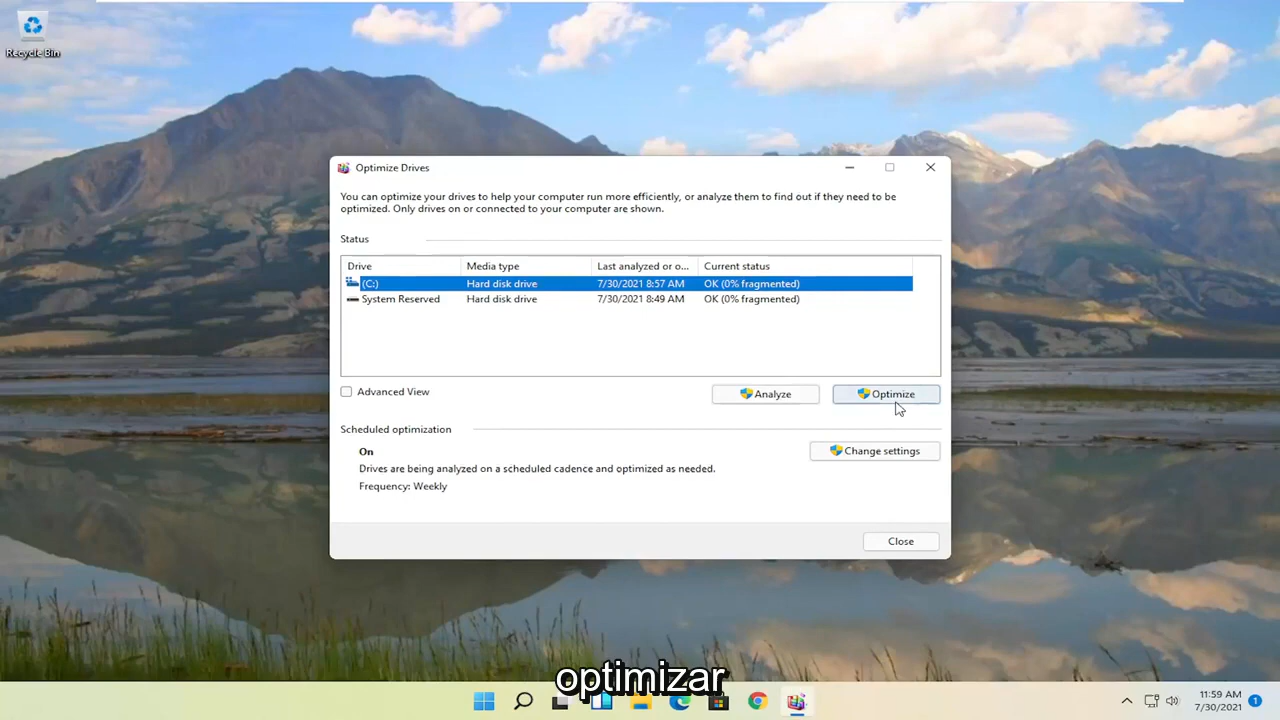 Recycle Bin
Optimize Drives
You can optimize your drives to help your computer run more efficiently, or analyze them to find out if they need to be
optimized. Only drives on or connected to your computer are shown.
Status
Drive Media type Last analyzed or o... Current status
(C:) Hard disk drive 7/30/2021 8:57 AM OK (0% fragmented)
System Reserved Hard disk drive 7/30/2021 8:49 AM OK (0% fragmented)
Advanced View Analyze Optimize
Scheduled optimization
On Change settings
Drives are being analyzed on a scheduled cadence and optimized as needed.
Frequency: Weekly
Close
optimizar
11:59 AM
7/30/2021 1